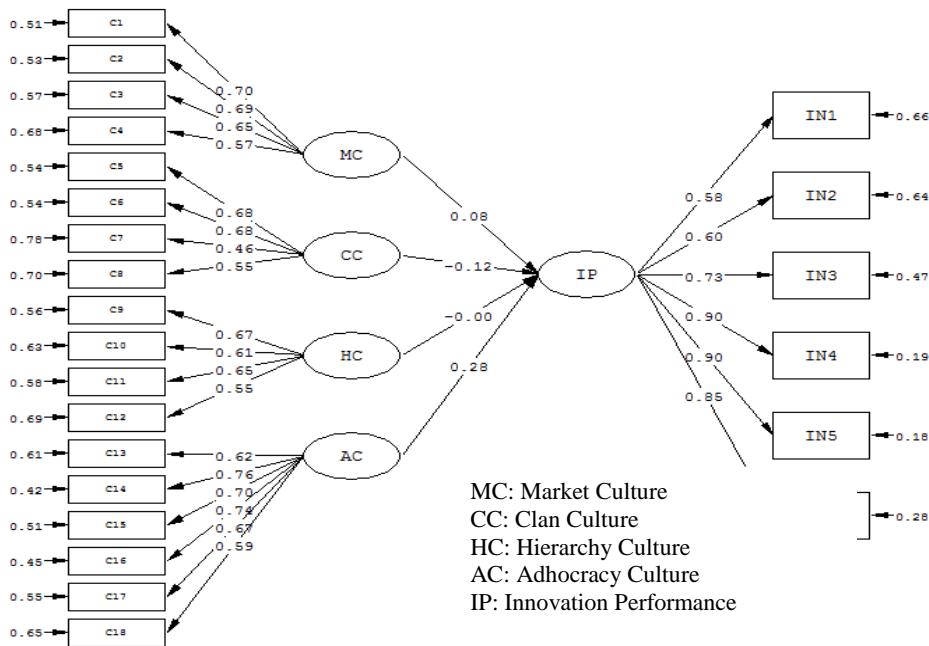 0.51 C1
0.53 C2
0.57 C3
0.68 C4
0.54 C5
0.54 C6
0.78 C7
0.70 C8
0.56 C9
0.63 C10
0.58 C11
0.69 C12
0.61 C13
0.42 C14
0.51 C15
0.45 C16
0.55 C17
0.65 C18
0.70
0.69
0.65
0.57
0.68
0.68
0.46
0.55
0.67
0.61
0.65
0.55
0.62
0.76
0.70
0.74
0.67
0.59
MC
CC
HC
AC
0.08
-0.12
-0.00
0.28
IP
0.58
0.60
0.73
0.90
0.90
0.85
IN1 0.66
IN2 0.64
IN3 0.47
IN4 0.19
IN5 0.18
0.28
MC: Market Culture
CC: Clan Culture
HC: Hierarchy Culture
AC: Adhocracy Culture
IP: Innovation Performance